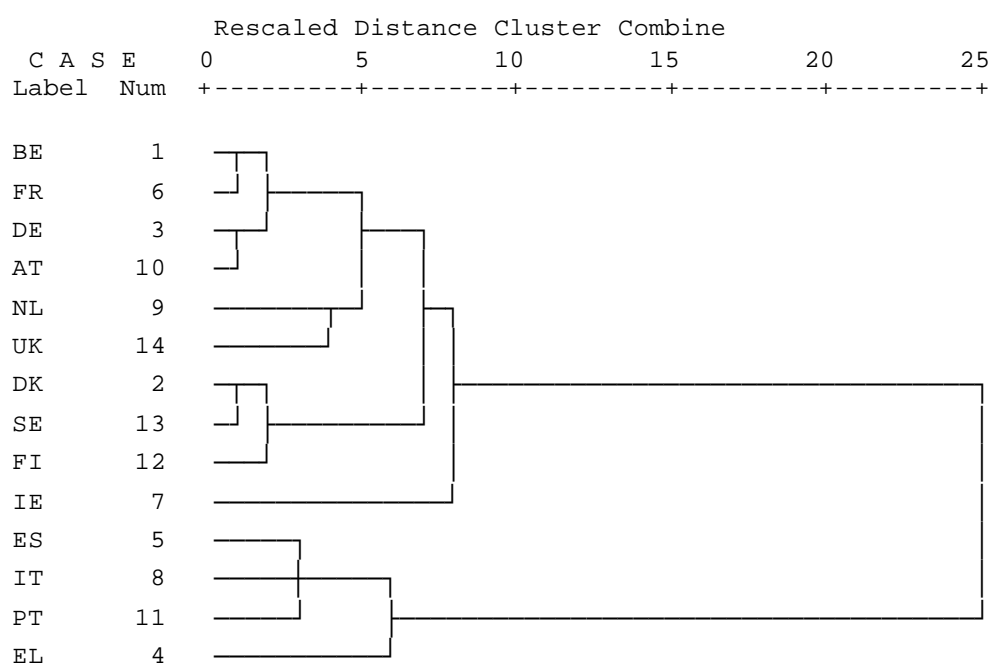 Rescaled Distance Cluster Combine
C A S E 0 5 10 15 20 25
Label Num +---------+---------+---------+---------+---------+
BE 1
FR 6
DE 3
AT 10
NL 9
UK 14
DK 2
SE 13
FI 12
IE 7
ES 5
IT 8
PT 11
EL 4